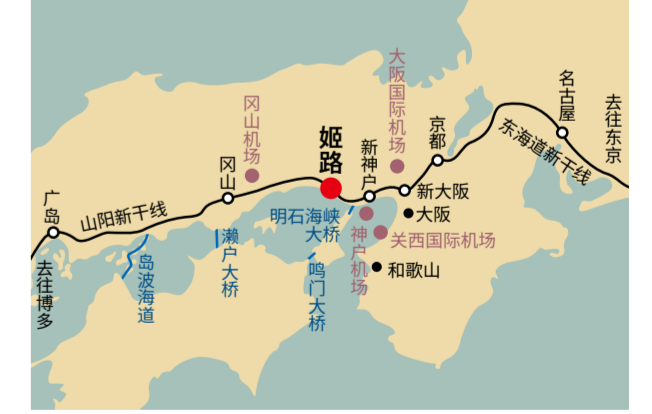 大阪国际机场
名古屋
去往东京
冈山机场
京都
东海道新干线
姬路
新神户
冈山
新大阪
广岛
山阳新干线
明石海峡
大桥
大阪
濑户大桥
神户机场
关西国际机场
岛波海道
鸣门大桥
和歌山
去往博多